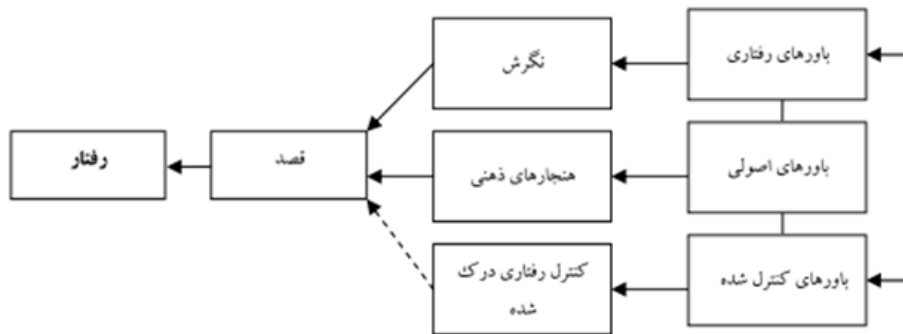 باورهای رفتاری
نگرش
باورهای اصولی
هنجارهای ذهنی
قصد
رفتار
باورهای کنترل شده
کنترل رفتاری درک
شده